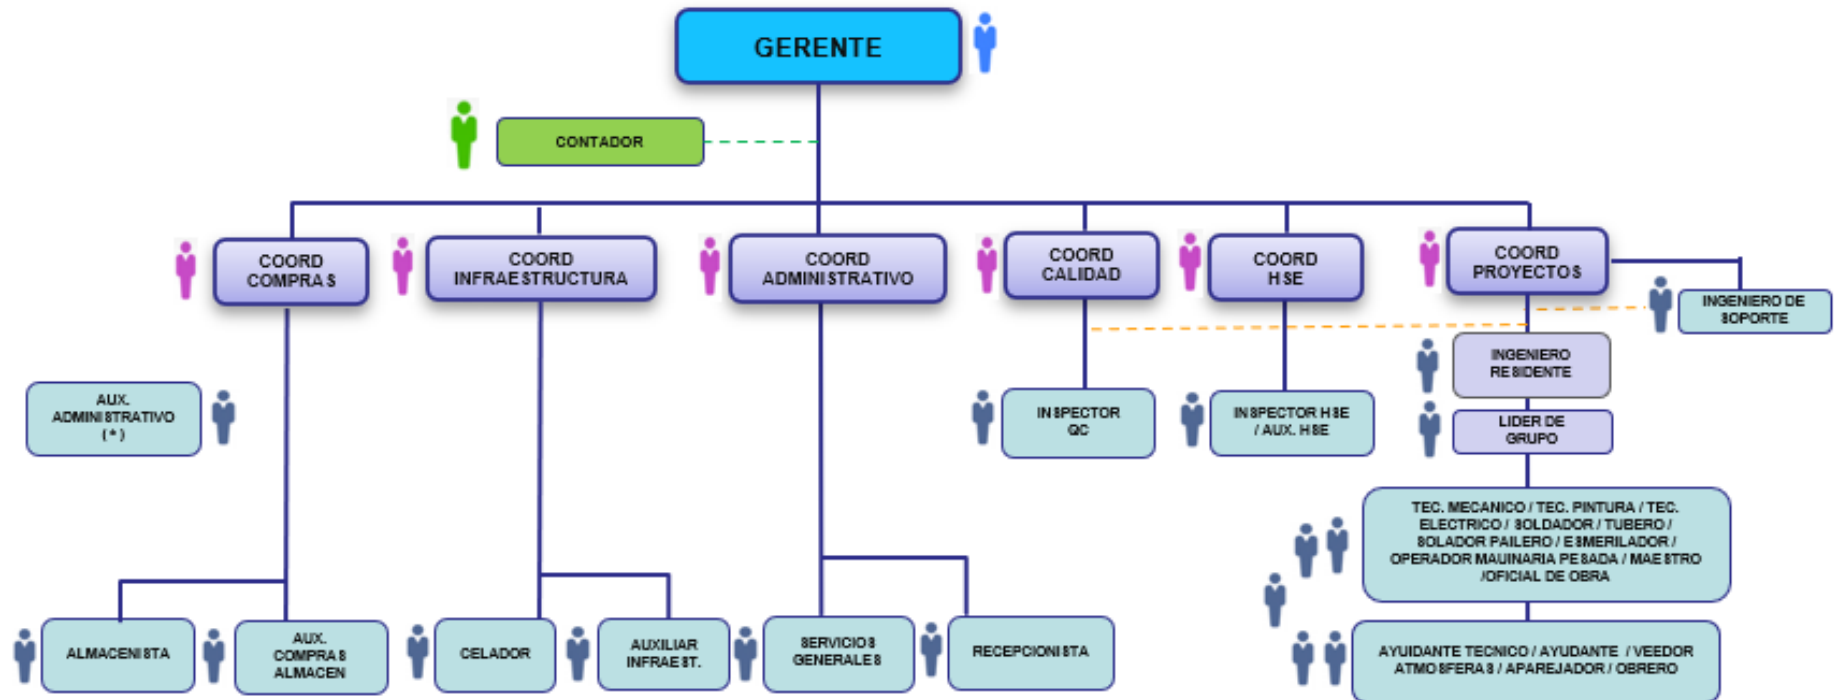 GERENTE
CONTADOR
COORD
COMPRAS
COORD
INFRAESTRUCTURA
COORD
ADMINISTRATIVO
COORD
CALIDAD
COORD
HSE
COORD
PROYECTOS
INGENIERO DE
SOPORTE
INGENIERO
RESIDENTE
AUX.
ADMINISTRATIVO
(*)
INSPECTOR
QC
INSPECTOR HSE
/ AUX. HSE
LIDER DE
GRUPO
TEC. MECANICO / TEC. PINTURA / TEC.
ELECTRICO / SOLDADOR / TUBERO /
SOLADOR PAILERO / ESMERILADOR /
OPERADOR MAUINARIA PESADA / MAESTRO
/OFICIAL DE OBRA
ALMACENISTA
AUX.
COMPRAS
ALMACEN
CELADOR
AUXILIAR
INFRAEST.
SERVICIOS
GENERALES
RECEPCIONISTA
AYUIDANTE TECNICO / AYUDANTE / VEEDOR
ATMOSFERAS / APAREJADOR / OBRERO